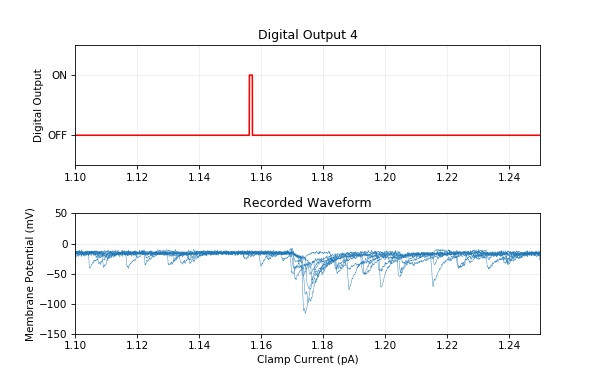 Digital Output 4
Digital Output
ON
OFF
1.10 1.12 1.14 1.16 1.18 1.20 1.22 1.24
Recorded Waveform
Membrane Potential (mV)
50
0
−50
−100
−150
1.10 1.12 1.14 1.16 1.18 1.20 1.22 1.24
Clamp Current (pA)